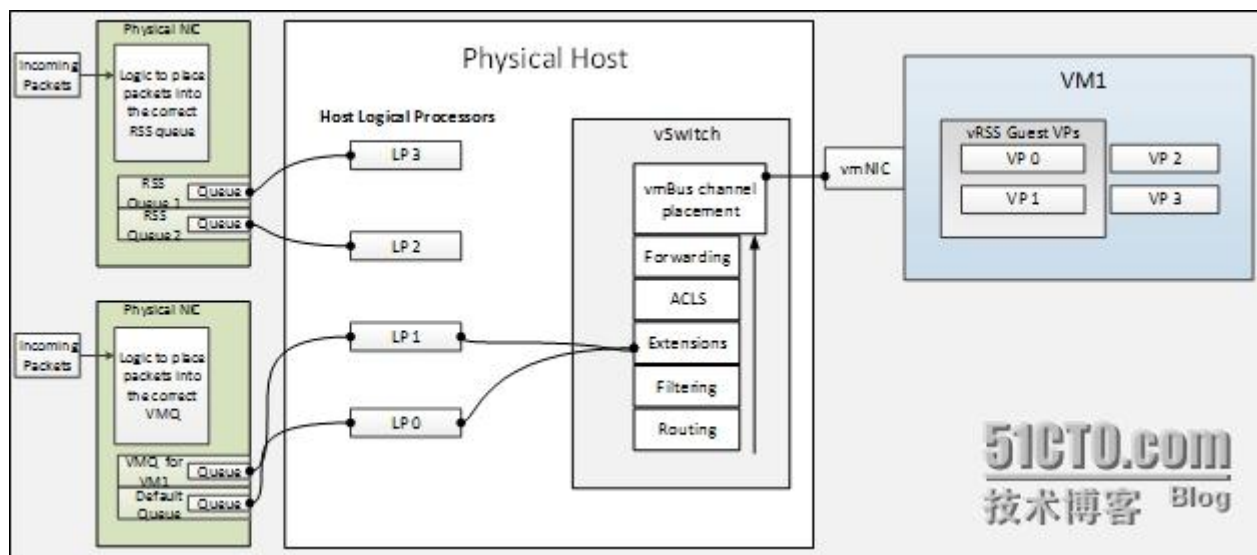 Physical NIC
Incoming
Packets
Logic to place
packets into
the correct
RSS queue
RSS
Queue 1
Queue
RSS
Queue 2
Queue
Physical NIC
Incoming
Packets
Logic to place
packets into
the correct
VMQ
VMQ for
VM1
Queue
Default
Queue
Queue
Physical Host
Host Logical Processors
LP 3
LP 2
LP 1
LP 0
vSwitch
vmBus channel
placement
Forwarding
ACLS
Extensions
Filtering
Routing
vmNIC
VM1
vRSS Guest VPs
VP 0
VP 1
VP 2
VP 3
51CTO.com
技术博客 Blog